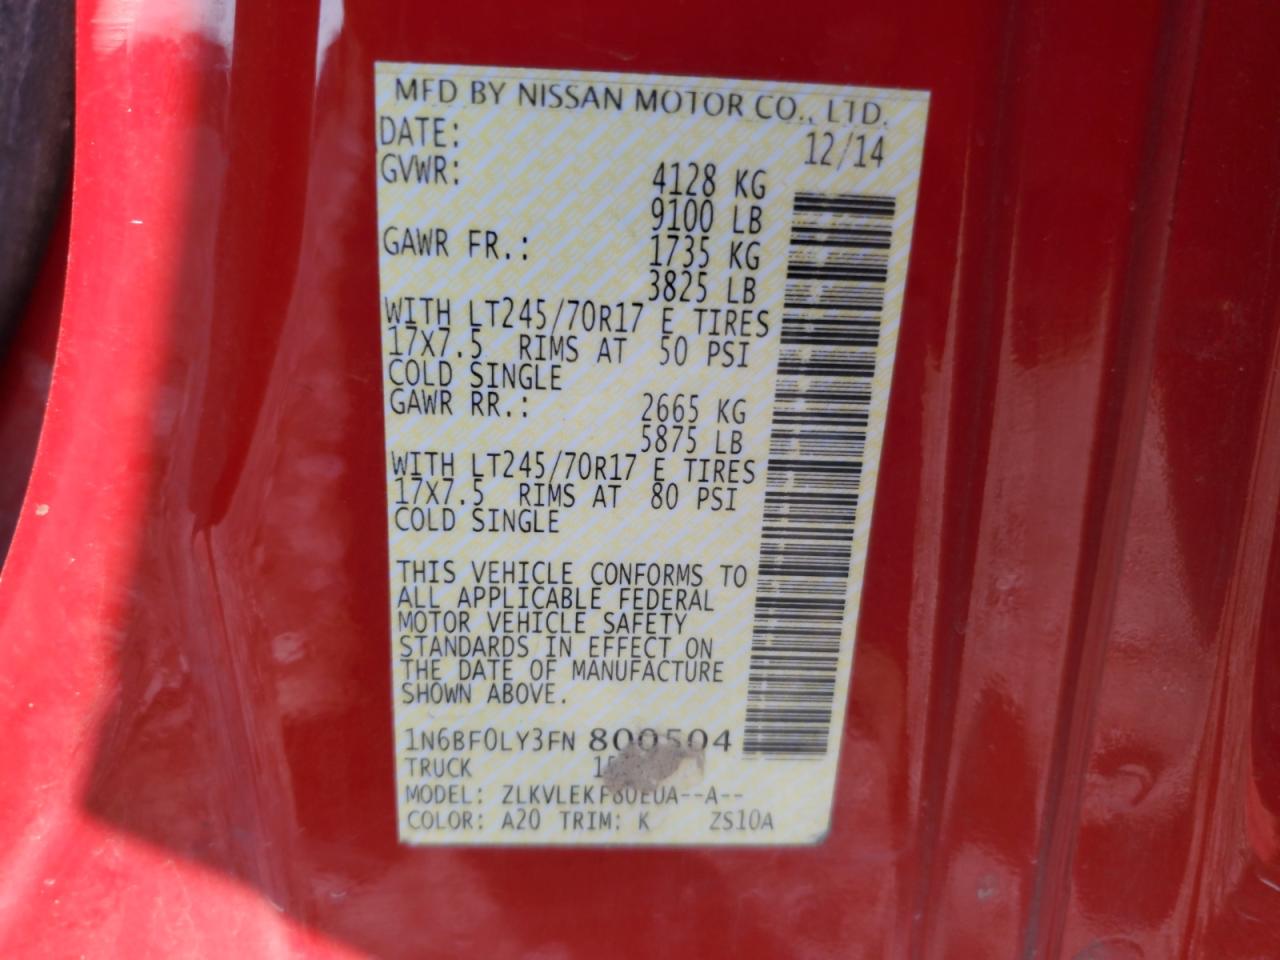 MFD BY NISSAN MOTOR CO., LTD.
DATE: 12/14
GVWR: 4128 KG
9100 LB
GAWR FR.: 1735 KG
3825 LB
WITH LT245/70R17 E TIRES
17X7.5 RIMS AT 50 PSI
COLD SINGLE
GAWR RR.: 2665 KG
5875 LB
WITH LT245/70R17 E TIRES
17X7.5 RIMS AT 80 PSI
COLD SINGLE
THIS VEHICLE CONFORMS TO
ALL APPLICABLE FEDERAL
MOTOR VEHICLE SAFETY
STANDARDS IN EFFECT ON
THE DATE OF MANUFACTURE
SHOWN ABOVE.
1N6BF0LY3FN 800504
TRUCK
MODEL: ZLKVLEKF80EUA--A--
COLOR: A20 TRIM: K ZS10A